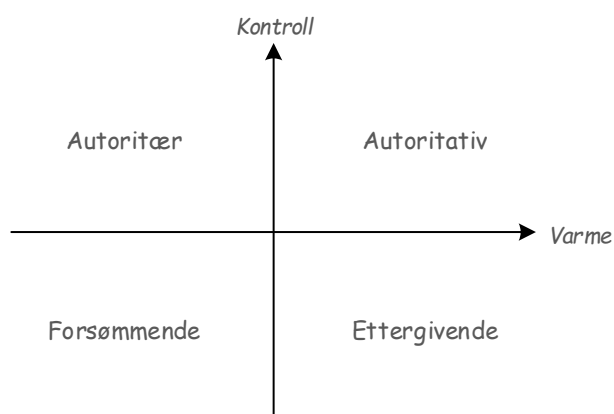 Kontroll
Autoritær
Autoritativ
Varme
Forsømmende
Ettergivende